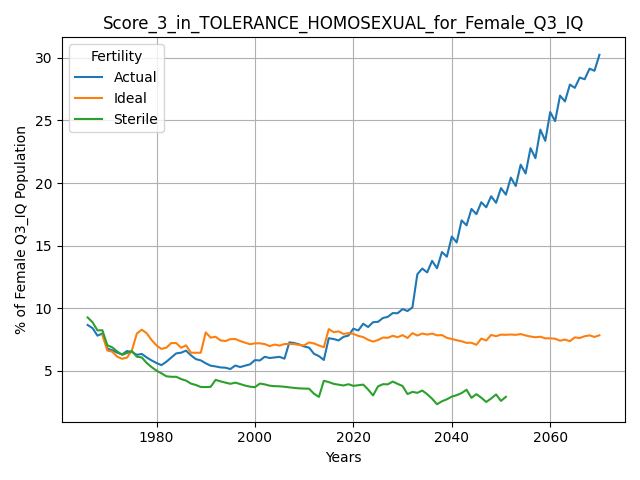 Score_3_in_TOLERANCE_HOMOSEXUAL_for_Female_Q3_IQ
Fertility
Actual
Ideal
Sterile
% of Female Q3_IQ Population
30
25
20
15
10
5
1980
2000
2020
2040
2060
Years